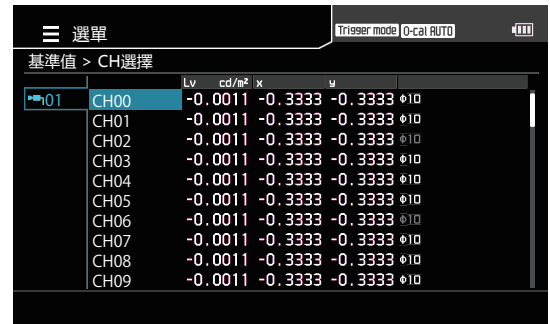 ☰ 選單 Trigger mode 0-cal AUTO
基準值 > CH選擇
Lv cd/m² x y
01 CH00 -0.0011 -0.3333 -0.3333 Φ10
CH01 -0.0011 -0.3333 -0.3333 Φ10
CH02 -0.0011 -0.3333 -0.3333 Φ10
CH03 -0.0011 -0.3333 -0.3333 Φ10
CH04 -0.0011 -0.3333 -0.3333 Φ10
CH05 -0.0011 -0.3333 -0.3333 Φ10
CH06 -0.0011 -0.3333 -0.3333 Φ10
CH07 -0.0011 -0.3333 -0.3333 Φ10
CH08 -0.0011 -0.3333 -0.3333 Φ10
CH09 -0.0011 -0.3333 -0.3333 Φ10